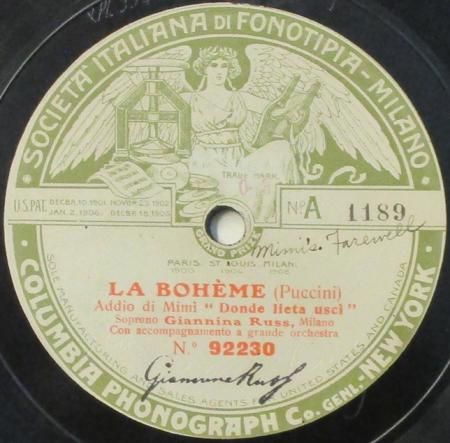 SOCIETÀ ITALIANA DI FONOTIPIA - MILANO
TRADE MARK
U.S. PAT. DECBR. 10, 1901. NOVBR. 25, 1902.
JAN. 2, 1906. DECBR. 18, 1906.
No. A 1189
GRAND PRIZE
Mimi's Farewell
PARIS. ST LOUIS. MILAN.
1900 1904 1906
LA BOHÈME (Puccini)
Addio di Mimì "Donde lieta uscì"
Soprano Giannina Russ, Milano
Con accompagnamento a grande orchestra
N.° 92230
Giannina Russ
SOLE MANUFACTURING AND SALES AGENTS FOR UNITED STATES AND CANADA
COLUMBIA PHONOGRAPH Co. GENL. - NEW YORK